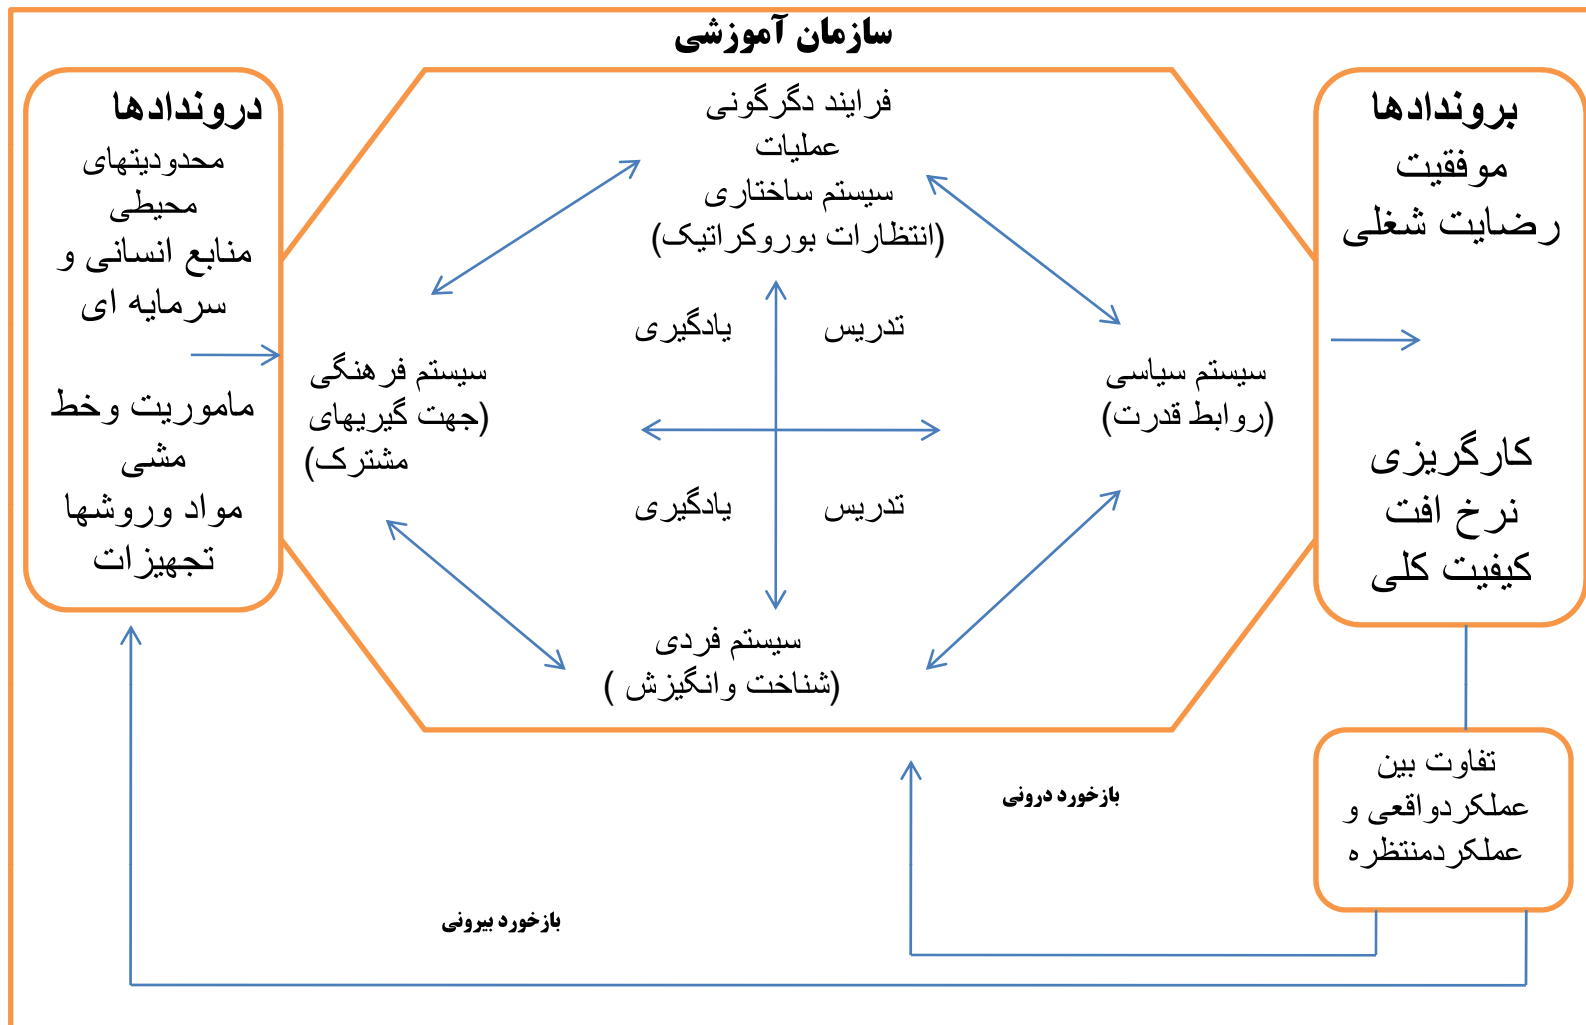 سازمان آموزشی
دروندادها
محدودیتهای
محیطی
منابع انسانی و
سرمایه ای
ماموریت وخط
مشی
مواد وروشها
تجهیزات
فرایند دگرگونی
عملیات
سیستم ساختاری
(انتظارات بوروکراتیک)
یادگیری
تدریس
سیستم فرهنگی
(جهت گیریهای
مشترک)
سیستم سیاسی
(روابط قدرت)
یادگیری
تدریس
سیستم فردی
(شناخت وانگیزش )
بروندادها
موفقیت
رضایت شغلی
کارگریزی
نرخ افت
کیفیت کلی
تفاوت بین
عملکردواقعی و
عملکردمنتظره
بازخورد درونی
بازخورد بیرونی